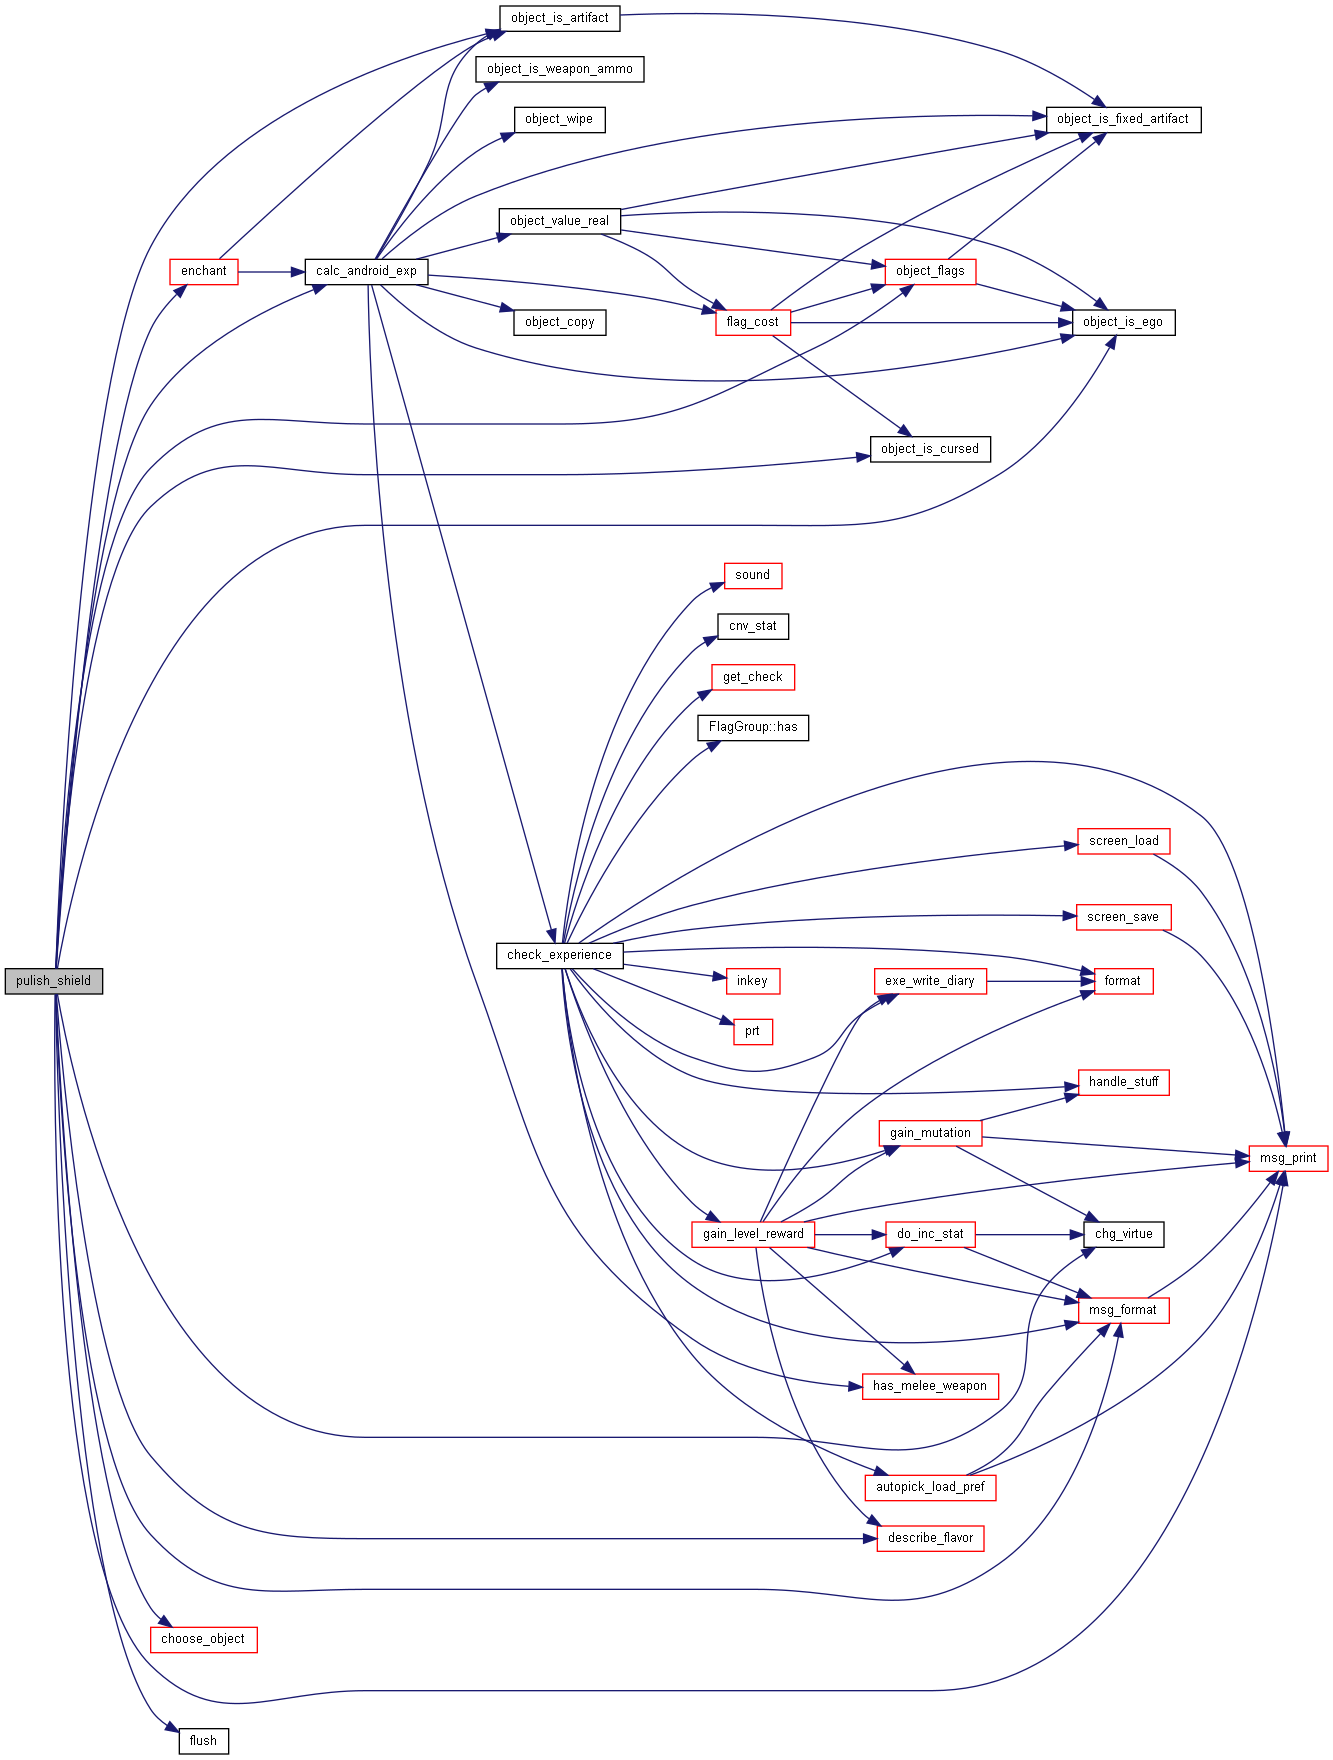 object_is_artifact
object_is_weapon_ammo
object_wipe
object_is_fixed_artifact
object_value_real
enchant
calc_android_exp
object_flags
object_copy
flag_cost
object_is_ego
object_is_cursed
sound
cnv_stat
get_check
FlagGroup::has
screen_load
screen_save
check_experience
pulish_shield
inkey
exe_write_diary
format
prt
handle_stuff
gain_mutation
msg_print
gain_level_reward
do_inc_stat
chg_virtue
msg_format
has_melee_weapon
autopick_load_pref
describe_flavor
choose_object
flush